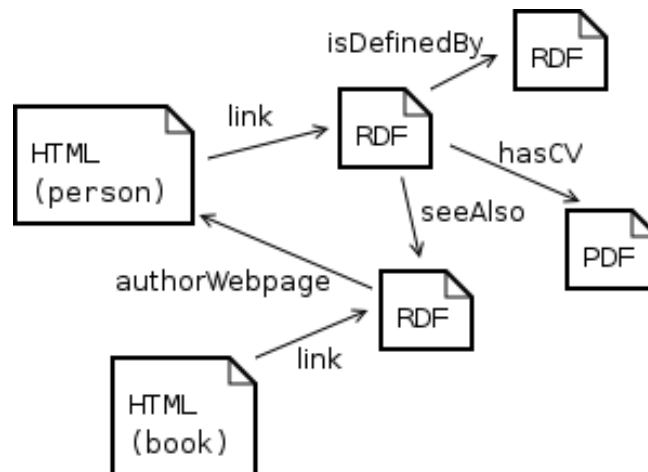 isDefinedBy
RDF
link
RDF
HTML
(person)
hasCV
seeAlso
PDF
authorWebpage
RDF
link
HTML
(book)